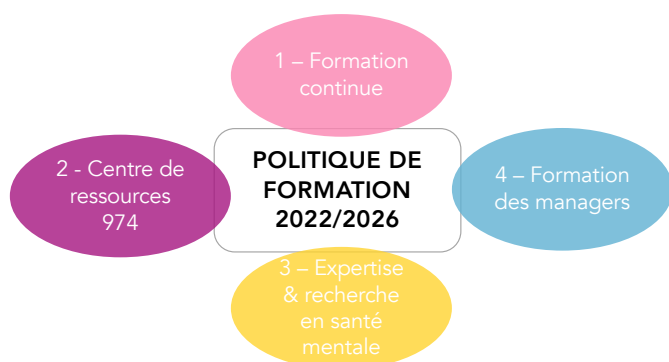 1 – Formation
continue
2 - Centre de
ressources
974
POLITIQUE DE
FORMATION
2022/2026
4 – Formation
des managers
3 – Expertise
& recherche
en santé
mentale